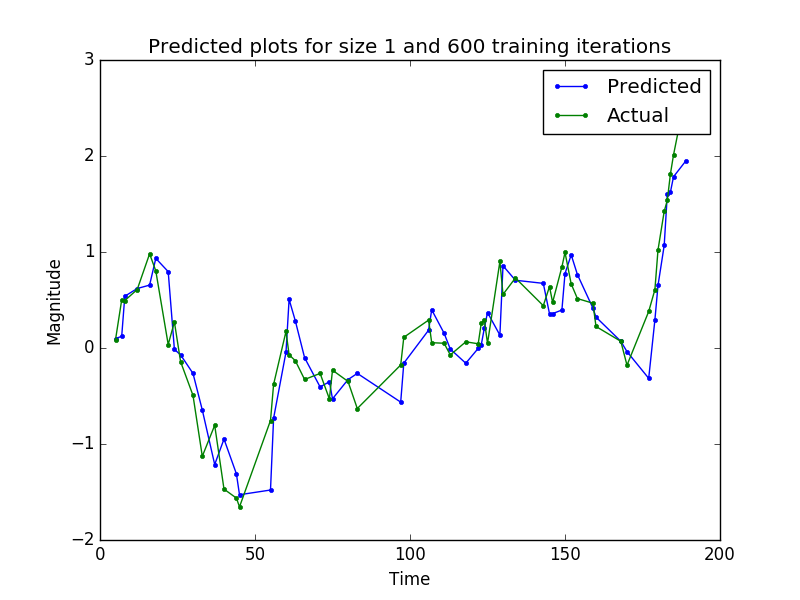 Predicted plots for size 1 and 600 training iterations
3
2
1
0
−1
−2
Magnitude
Predicted
Actual
0
50
100
150
200
Time